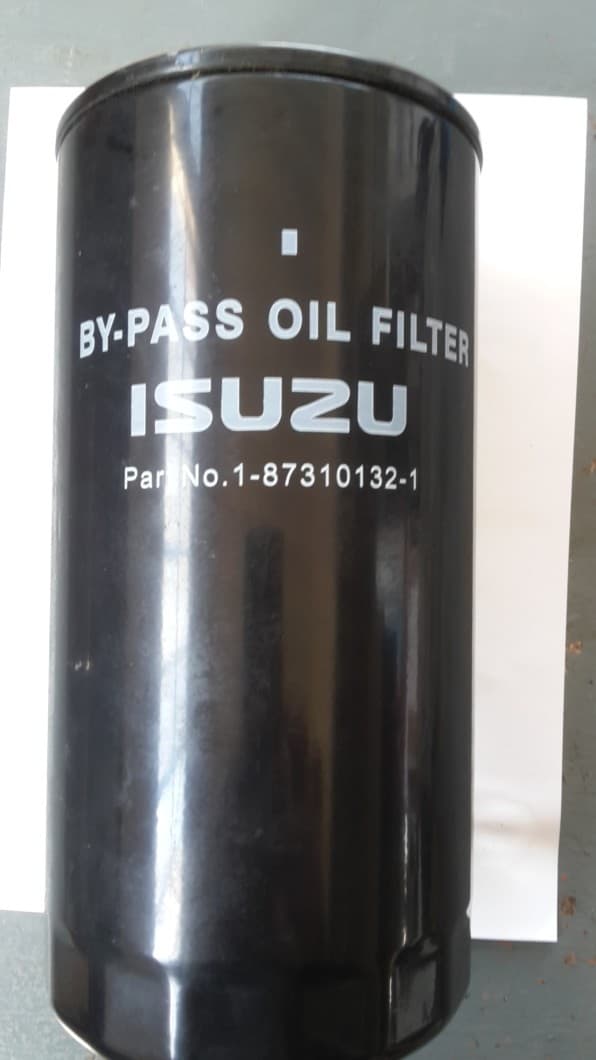 BY-PASS OIL FILTER
ISUZU
Part No.1-87310132-1